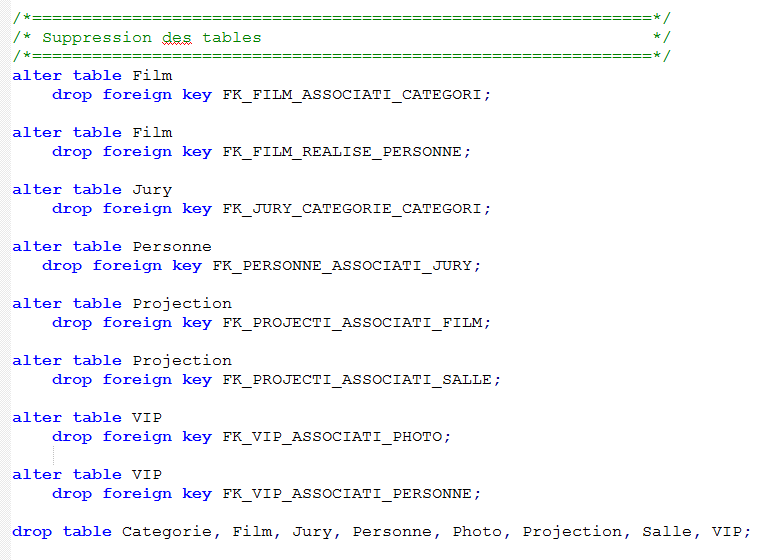 /*==============================================================*/
/* Suppression des tables                                       */
/*==============================================================*/
alter table Film
    drop foreign key FK_FILM_ASSOCIATI_CATEGORI;

alter table Film
    drop foreign key FK_FILM_REALISE_PERSONNE;

alter table Jury
    drop foreign key FK_JURY_CATEGORIE_CATEGORI;

alter table Personne
   drop foreign key FK_PERSONNE_ASSOCIATI_JURY;

alter table Projection
    drop foreign key FK_PROJECTI_ASSOCIATI_FILM;

alter table Projection
    drop foreign key FK_PROJECTI_ASSOCIATI_SALLE;

alter table VIP
    drop foreign key FK_VIP_ASSOCIATI_PHOTO;

alter table VIP
    drop foreign key FK_VIP_ASSOCIATI_PERSONNE;

drop table Categorie, Film, Jury, Personne, Photo, Projection, Salle, VIP;